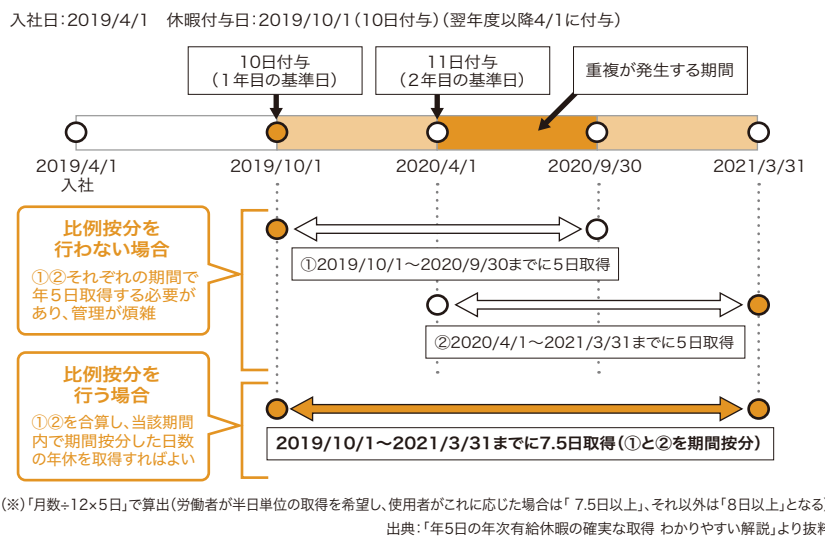 入社日:2019/4/1　休暇付与日:2019/10/1(10日付与)(翌年度以降4/1に付与)
10日付与
(1年目の基準日)
11日付与
(2年目の基準日)
重複が発生する期間
2019/4/1
入社
2019/10/1
2020/4/1
2020/9/30
2021/3/31
比例按分を
行わない場合
①②それぞれの期間で
年5日取得する必要が
あり、管理が煩雑
①2019/10/1～2020/9/30までに5日取得
②2020/4/1～2021/3/31までに5日取得
比例按分を
行う場合
①②を合算し、当該期間
内で期間按分した日数
の年休を取得すればよい
2019/10/1～2021/3/31までに7.5日取得(①と②を期間按分)
(※)「月数÷12×5日」で算出(労働者が半日単位の取得を希望し、使用者がこれに応じた場合は「7.5日以上」、それ以外は「8日以上」となる)
出典:「年5日の年次有給休暇の確実な取得 わかりやすい解説」より抜粋